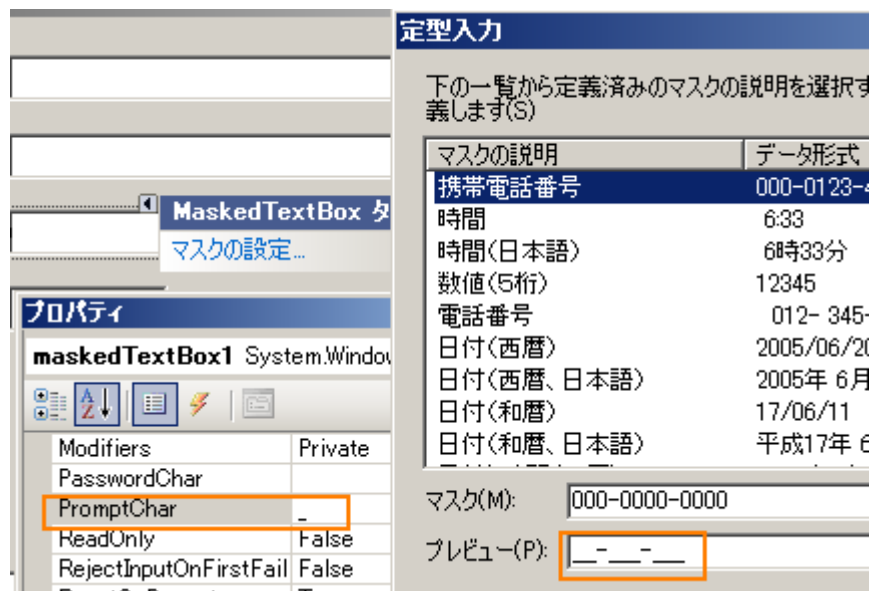 MaskedTextBox タ
マスクの設定...
プロパティ
maskedTextBox1 System.Window
Modifiers Private
PasswordChar
PromptChar _
ReadOnly False
RejectInputOnFirstFail False
定型入力
下の一覧から定義済みのマスクの説明を選択す
義します(S)
マスクの説明 データ形式
携帯電話番号 000-0123-4
時間 6:33
時間(日本語) 6時33分
数値(5桁) 12345
電話番号 012- 345-
日付(西暦) 2005/06/20
日付(西暦、日本語) 2005年 6月
日付(和暦) 17/06/11
日付(和暦、日本語) 平成17年 6
マスク(M): 000-0000-0000
プレビュー(P): __-___-___